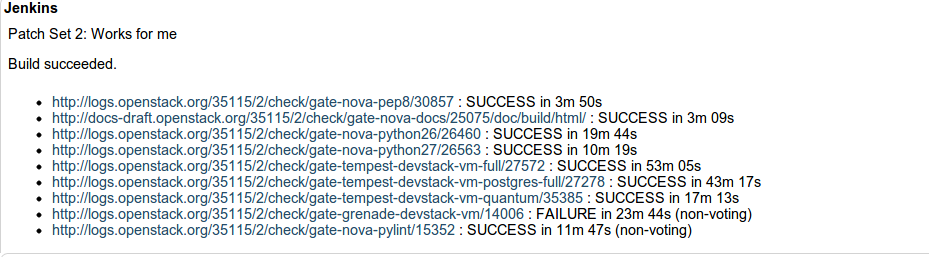 Jenkins
Patch Set 2: Works for me
Build succeeded.
• http://logs.openstack.org/35115/2/check/gate-nova-pep8/30857 : SUCCESS in 3m 50s
• http://docs-draft.openstack.org/35115/2/check/gate-nova-docs/25075/doc/build/html/ : SUCCESS in 3m 09s
• http://logs.openstack.org/35115/2/check/gate-nova-python26/26460 : SUCCESS in 19m 44s
• http://logs.openstack.org/35115/2/check/gate-nova-python27/26563 : SUCCESS in 10m 19s
• http://logs.openstack.org/35115/2/check/gate-tempest-devstack-vm-full/27572 : SUCCESS in 53m 05s
• http://logs.openstack.org/35115/2/check/gate-tempest-devstack-vm-postgres-full/27278 : SUCCESS in 43m 17s
• http://logs.openstack.org/35115/2/check/gate-tempest-devstack-vm-quantum/35385 : SUCCESS in 17m 13s
• http://logs.openstack.org/35115/2/check/gate-grenade-devstack-vm/14006 : FAILURE in 23m 44s (non-voting)
• http://logs.openstack.org/35115/2/check/gate-nova-pylint/15352 : SUCCESS in 11m 47s (non-voting)